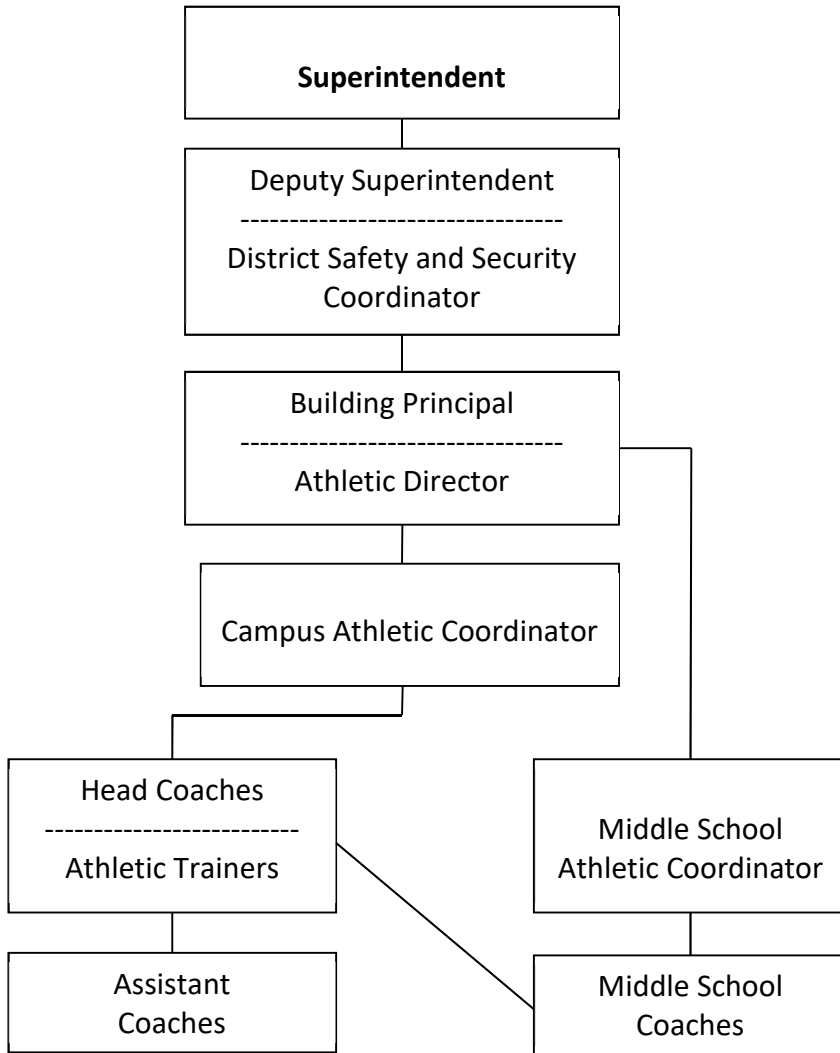 Superintendent
Deputy Superintendent
---------------------------------
District Safety and Security
Coordinator
Building Principal
---------------------------------
Athletic Director
Campus Athletic Coordinator
Head Coaches
--------------------------
Athletic Trainers
Middle School
Athletic Coordinator
Assistant
Coaches
Middle School
Coaches